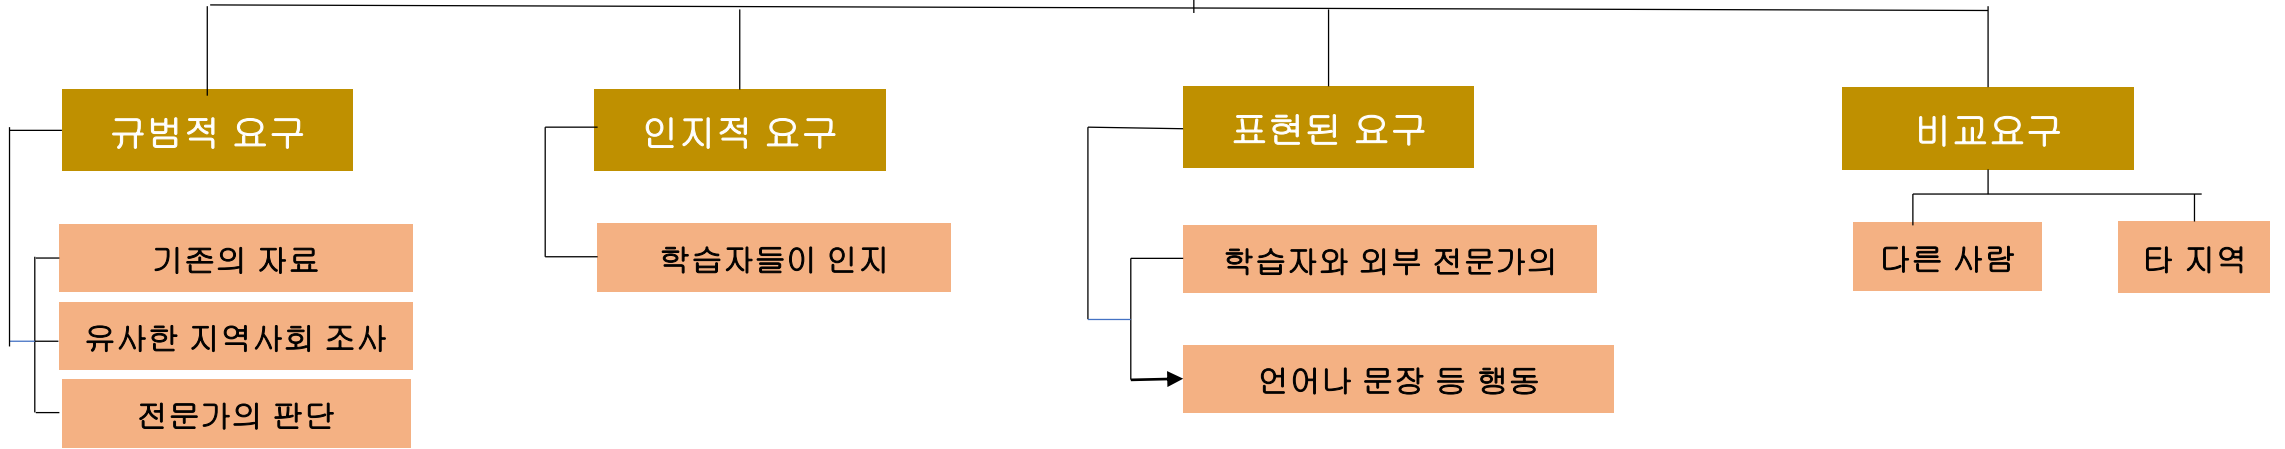 규범적 요구
인지적 요구
표현된 요구
비교요구
기존의 자료
유사한 지역사회 조사
전문가의 판단
학습자들이 인지
학습자와 외부 전문가의
언어나 문장 등 행동
다른 사람
타 지역